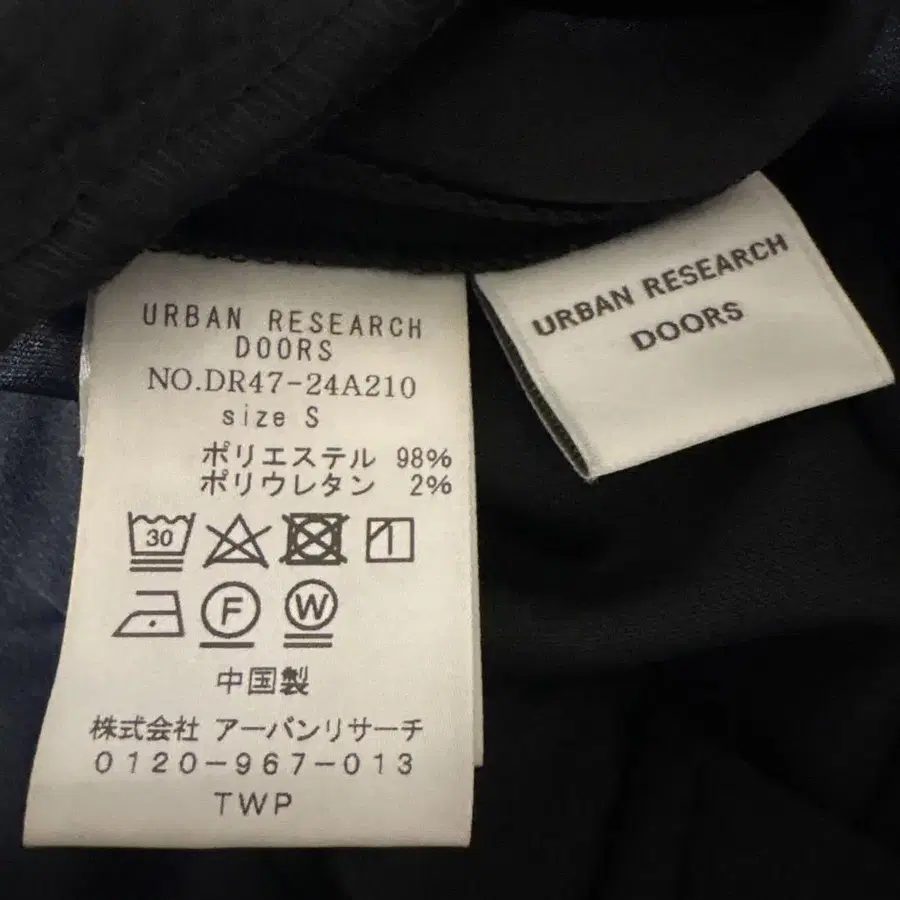 URBAN RESEARCH
DOORS
NO.DR47-24A210
size S
ポリエステル 98%
ポリウレタン 2%
30
F
W
中国製
株式会社 アーバンリサーチ
0120-967-013
TWP
URBAN RESEARCH
DOORS